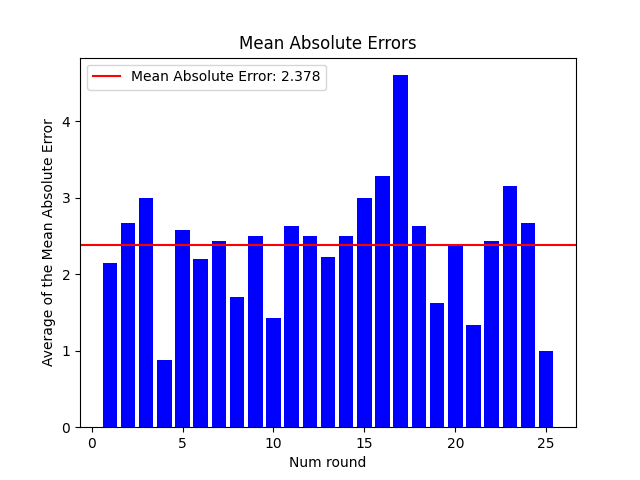 Mean Absolute Errors
Mean Absolute Error: 2.378
Average of the Mean Absolute Error
4
3
2
1
0
0 5 10 15 20 25
Num round